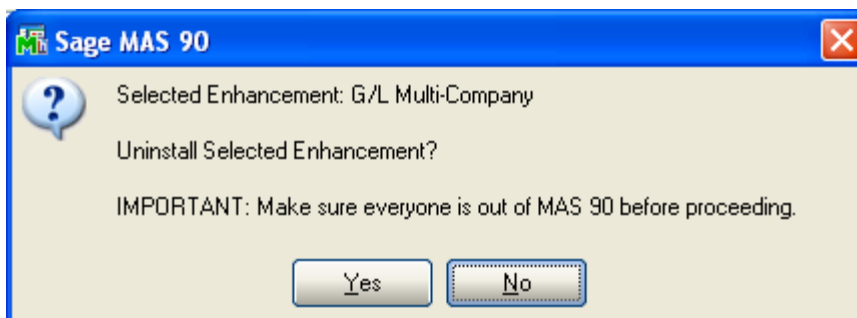 Sage MAS 90
Selected Enhancement: G/L Multi-Company
Uninstall Selected Enhancement?
IMPORTANT: Make sure everyone is out of MAS 90 before proceeding.
Yes
No